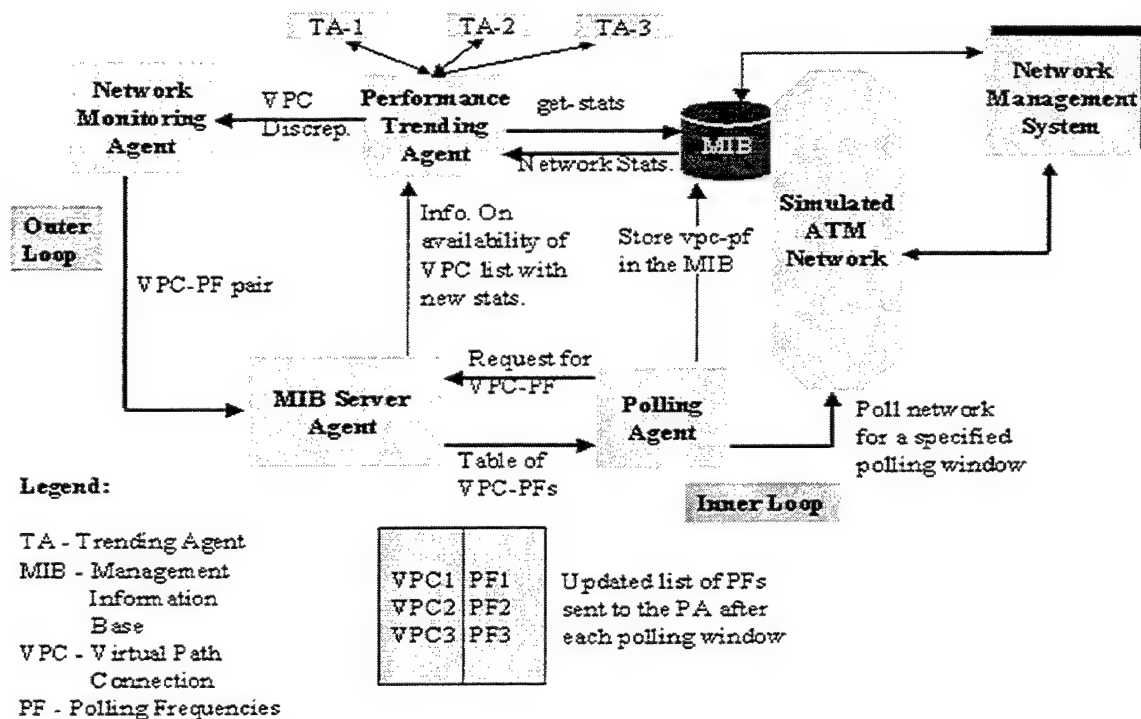 TA-1
TA-2
TA-3
Network
Monitoring
Agent
VPC
Discrep.
Performance
Trending
Agent
get-stats
Network Stats.
MIB
Network
Management
System
Outer
Loop
VPC-PF pair
Info. On
availability of
VPC list with
new stats.
Store vpc-pf
in the MIB
Simulated
ATM
Network
MIB Server
Agent
Request for
VPC-PF
Table of
VPC-PFs
Polling
Agent
Poll network
for a specified
polling window
Inner Loop
Legend:
TA - Trending Agent
MIB - Management
Information
Base
VPC - Virtual Path
Connection
PF - Polling Frequencies
VPC1 PF1
VPC2 PF2
VPC3 PF3
Updated list of PFs
sent to the PA after
each polling window